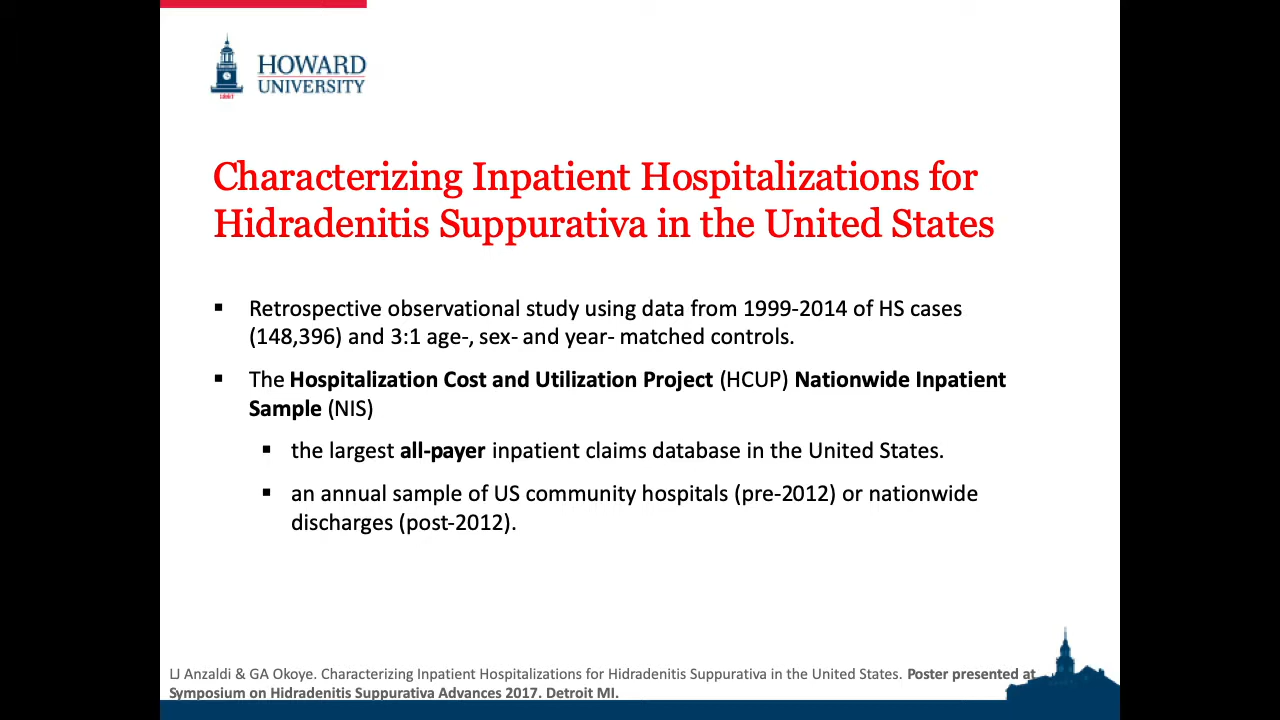 HOWARD
UNIVERSITY
1867
Characterizing Inpatient Hospitalizations for
Hidradenitis Suppurativa in the United States
▪ Retrospective observational study using data from 1999-2014 of HS cases
(148,396) and 3:1 age-, sex- and year- matched controls.
▪ The Hospitalization Cost and Utilization Project (HCUP) Nationwide Inpatient
Sample (NIS)
▪ the largest all-payer inpatient claims database in the United States.
▪ an annual sample of US community hospitals (pre-2012) or nationwide
discharges (post-2012).
LJ Anzaldi & GA Okoye. Characterizing Inpatient Hospitalizations for Hidradenitis Suppurativa in the United States. Poster presented at
Symposium on Hidradenitis Suppurativa Advances 2017. Detroit MI.